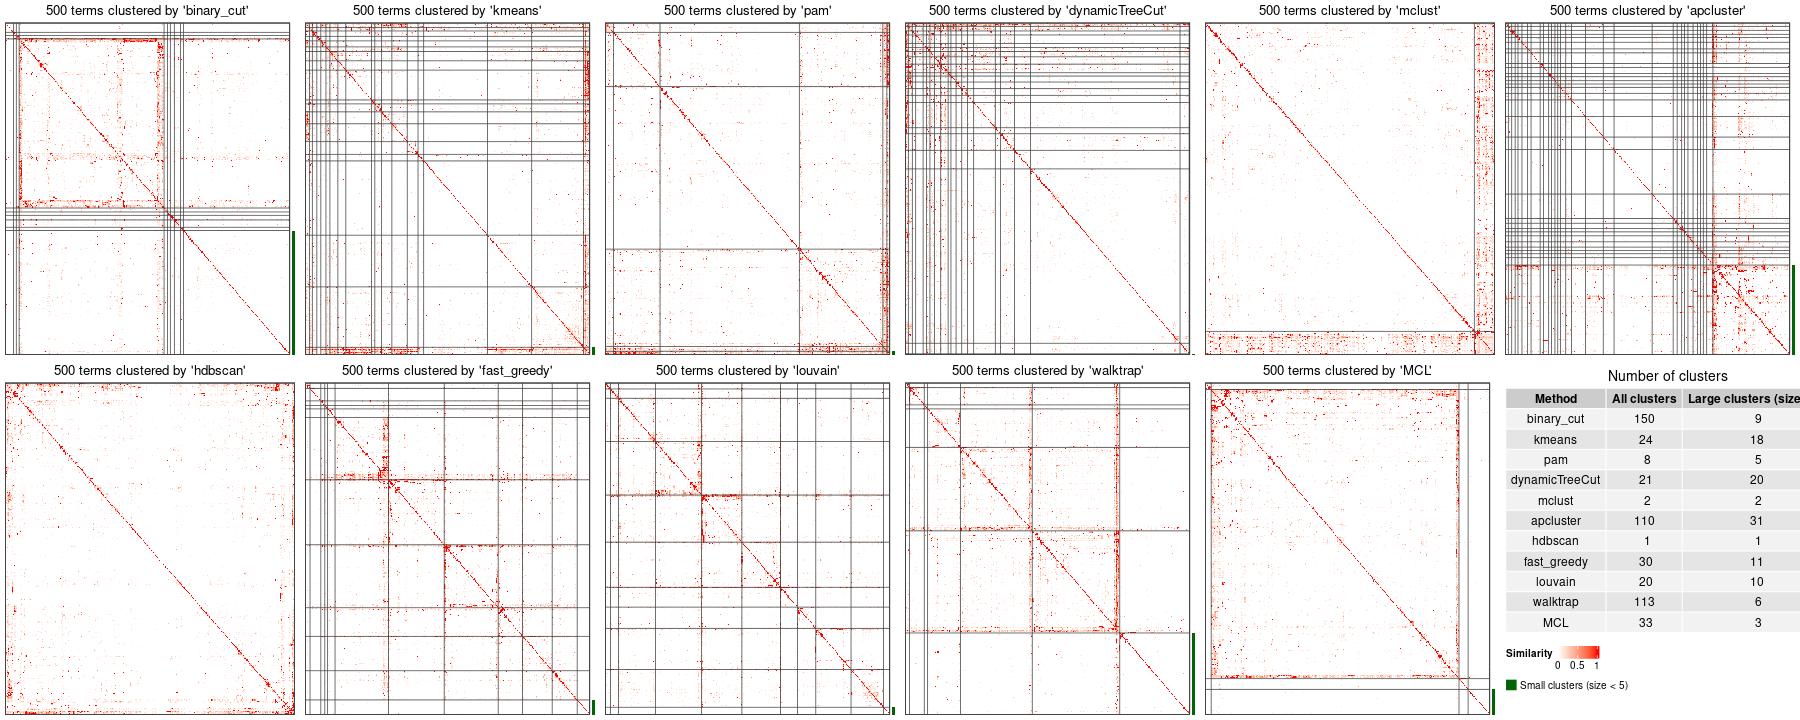 500 terms clustered by 'binary_cut'
500 terms clustered by 'kmeans'
500 terms clustered by 'pam'
500 terms clustered by 'dynamicTreeCut'
500 terms clustered by 'mclust'
500 terms clustered by 'apcluster'
500 terms clustered by 'hdbscan'
500 terms clustered by 'fast_greedy'
500 terms clustered by 'louvain'
500 terms clustered by 'walktrap'
500 terms clustered by 'MCL'
Number of clusters
Method All clusters Large clusters (size
binary_cut 150 9
kmeans 24 18
pam 8 5
dynamicTreeCut 21 20
mclust 2 2
apcluster 110 31
hdbscan 1 1
fast_greedy 30 11
louvain 20 10
walktrap 113 6
MCL 33 3
Similarity
0 0.5 1
Small clusters (size < 5)